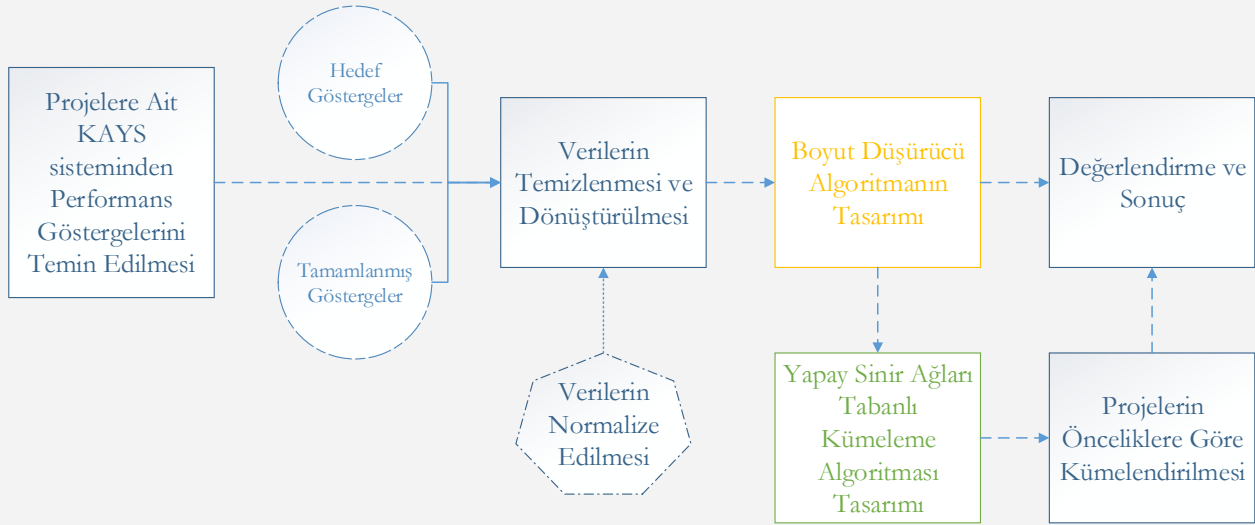 Projelere Ait
KAYS
sisteminden
Performans
Göstergelerini
Temin Edilmesi
Hedef
Göstergeler
Tamamlanmış
Göstergeler
Verilerin
Temizlenmesi ve
Dönüştürülmesi
Verilerin
Normalize
Edilmesi
Boyut Düşürücü
Algoritmanın
Tasarımı
Yapay Sinir Ağları
Tabanlı
Kümeleme
Algoritması
Tasarımı
Projelerin
Önceliklere Göre
Kümelendirilmesi
Değerlendirme ve
Sonuç